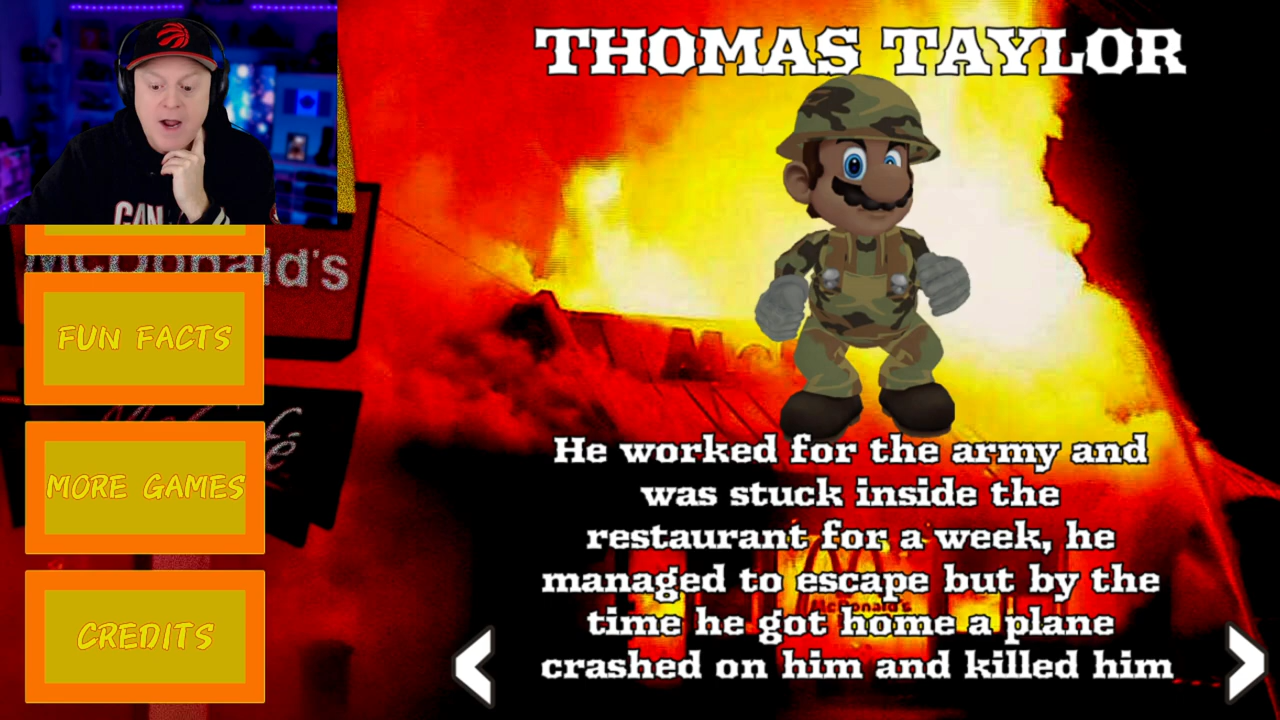 THOMAS TAYLOR
CAN
McDonald's
FUN FACTS
MORE GAMES
CREDITS
He worked for the army and
was stuck inside the
restaurant for a week, he
managed to escape but by the
time he got home a plane
crashed on him and killed him
McDonald's